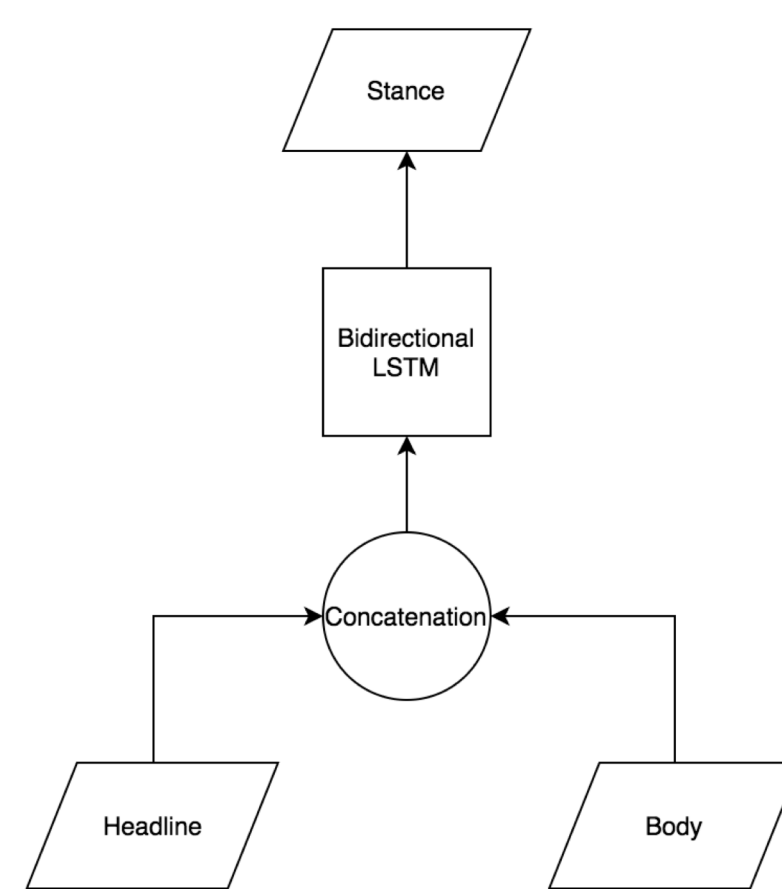 Stance
Bidirectional
LSTM
Concatenation
Headline
Body